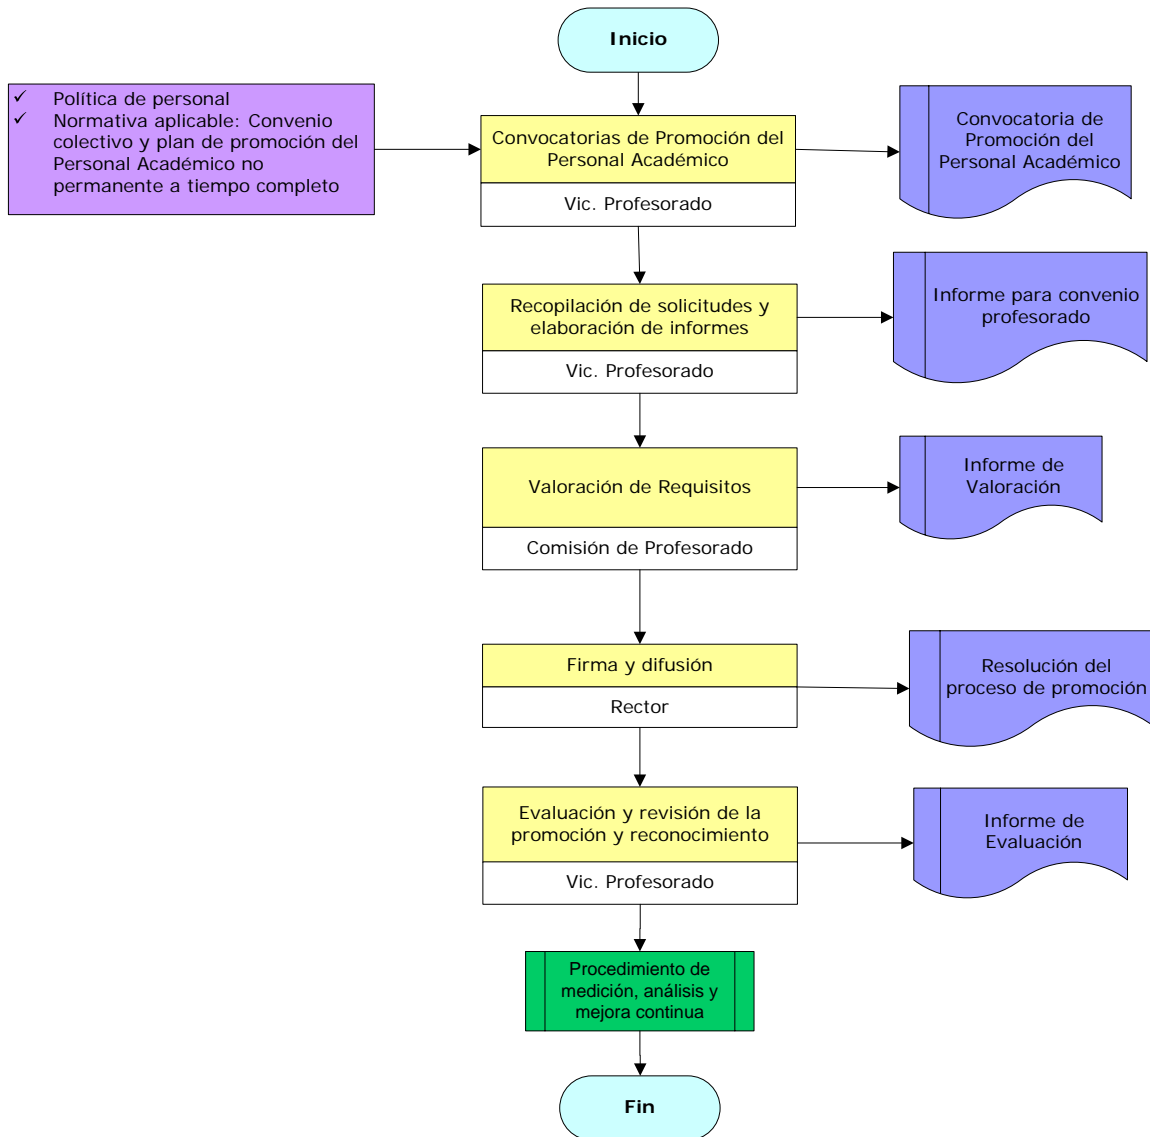 Inicio
✓ Política de personal
✓ Normativa aplicable: Convenio
colectivo y plan de promoción del
Personal Académico no
permanente a tiempo completo
Convocatorias de Promoción del
Personal Académico
Vic. Profesorado
Convocatoria de
Promoción del
Personal Académico
Recopilación de solicitudes y
elaboración de informes
Vic. Profesorado
Informe para convenio
profesorado
Valoración de Requisitos
Comisión de Profesorado
Informe de
Valoración
Firma y difusión
Rector
Resolución del
proceso de promoción
Evaluación y revisión de la
promoción y reconocimiento
Vic. Profesorado
Informe de
Evaluación
Procedimiento de
medición, análisis y
mejora continua
Fin